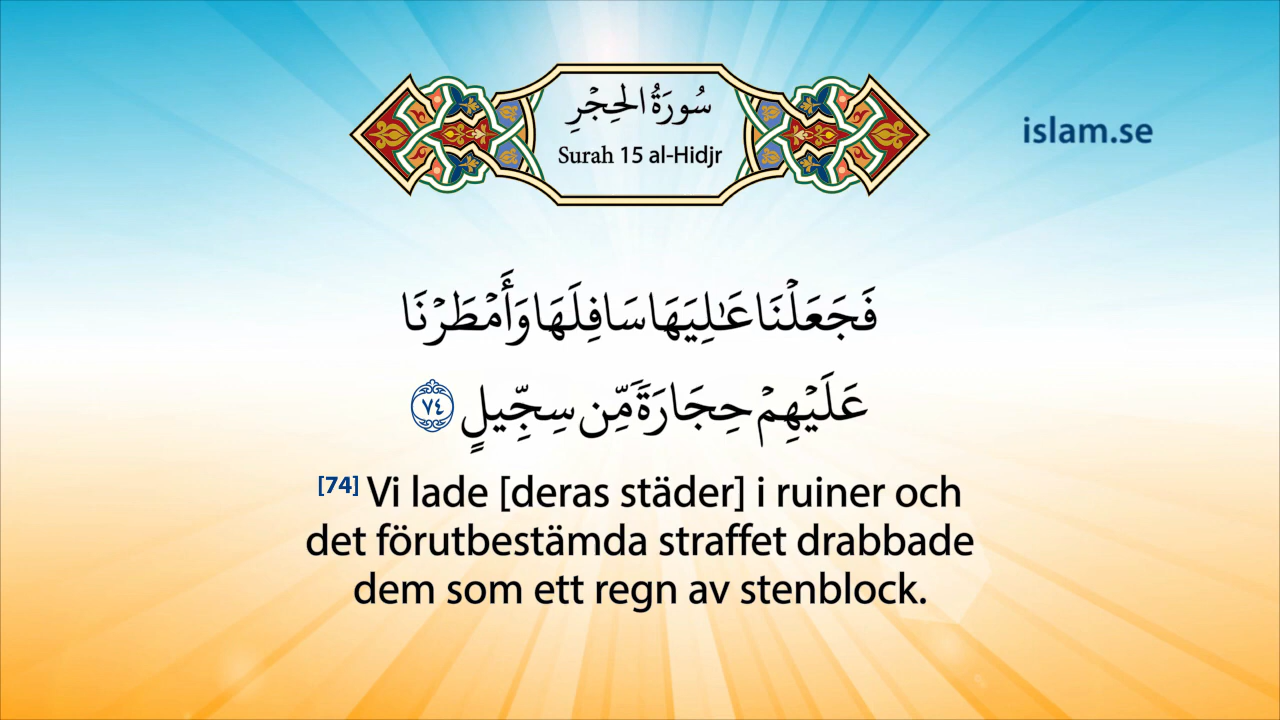 سُورَةُ الحِجْرِ
Surah 15 al-Hidjr
islam.se
فَجَعَلْنَا عَـٰلِيَهَا سَافِلَهَا وَأَمْطَرْنَا
عَلَيْهِمْ حِجَارَةً مِّن سِجِّيلٍ ٧٤
[74] Vi lade [deras städer] i ruiner och
det förutbestämda straffet drabbade
dem som ett regn av stenblock.